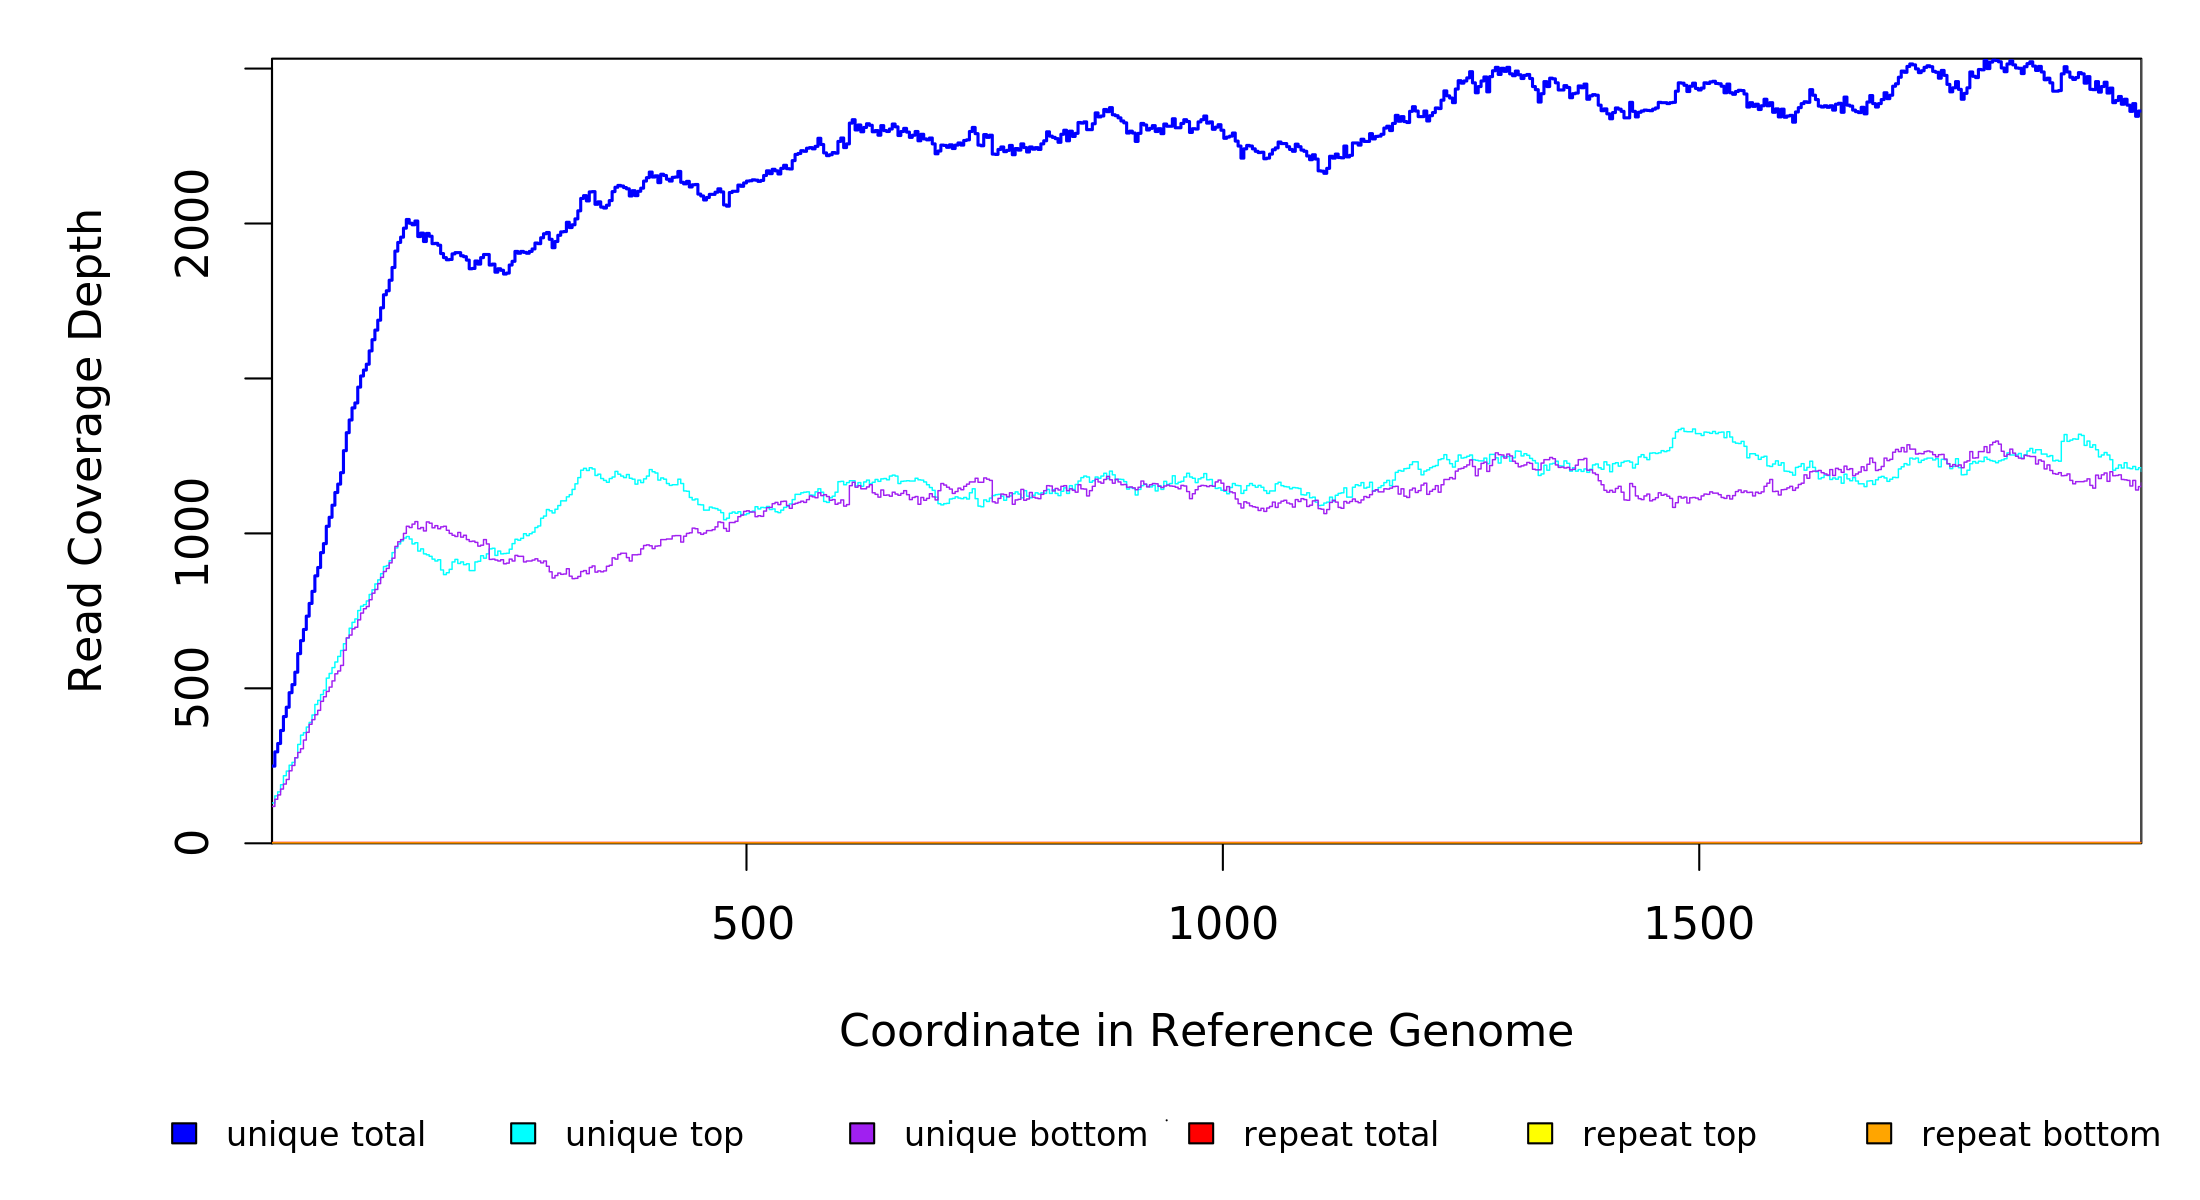 Read Coverage Depth
2000
1000
500
0
500 1000 1500
Coordinate in Reference Genome
unique total unique top unique bottom repeat total repeat top repeat bottom